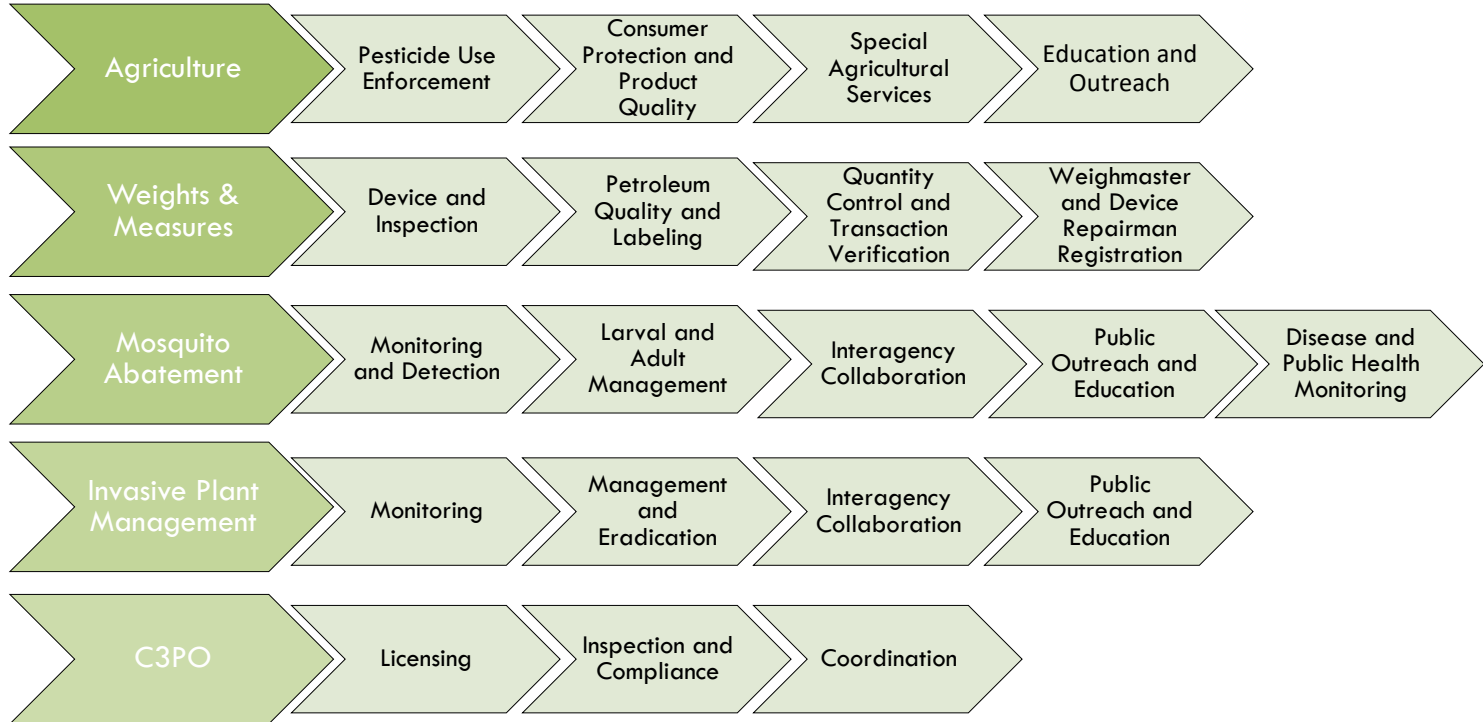 Agriculture
Pesticide Use
Enforcement
Consumer
Protection and
Product
Quality
Special
Agricultural
Services
Education and
Outreach
Weights &
Measures
Device and
Inspection
Petroleum
Quality and
Labeling
Quantity
Control and
Transaction
Verification
Weighmaster
and Device
Repairman
Registration
Mosquito
Abatement
Monitoring
and Detection
Larval and
Adult
Management
Interagency
Collaboration
Public
Outreach and
Education
Disease and
Public Health
Monitoring
Invasive Plant
Management
Monitoring
Management
and
Eradication
Interagency
Collaboration
Public
Outreach and
Education
C3PO
Licensing
Inspection and
Compliance
Coordination